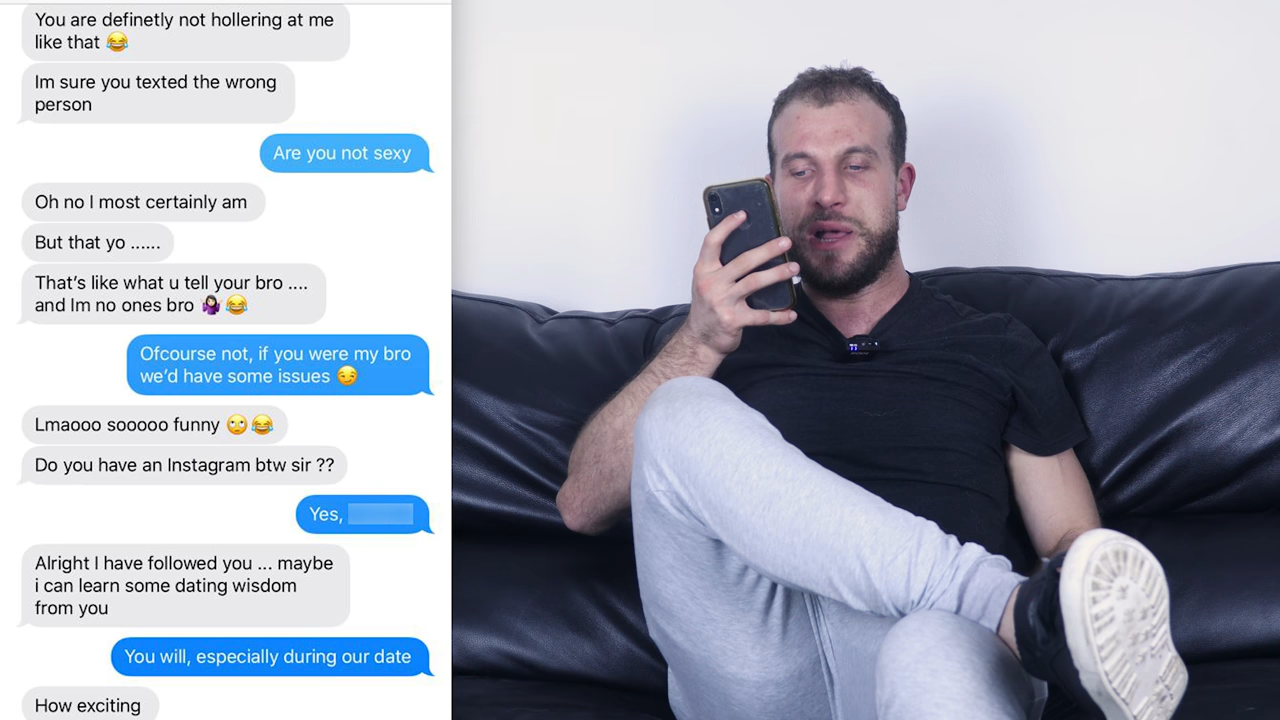 You are definetly not hollering at me
like that 😂
Im sure you texted the wrong
person
Are you not sexy
Oh no I most certainly am
But that yo ......
That's like what u tell your bro ....
and Im no ones bro 🤷🏻‍♀️😂
Ofcourse not, if you were my bro
we'd have some issues 😏
Lmaooo sooooo funny 🙄😂
Do you have an Instagram btw sir ??
Yes,
Alright I have followed you ... maybe
i can learn some dating wisdom
from you
You will, especially during our date
How exciting